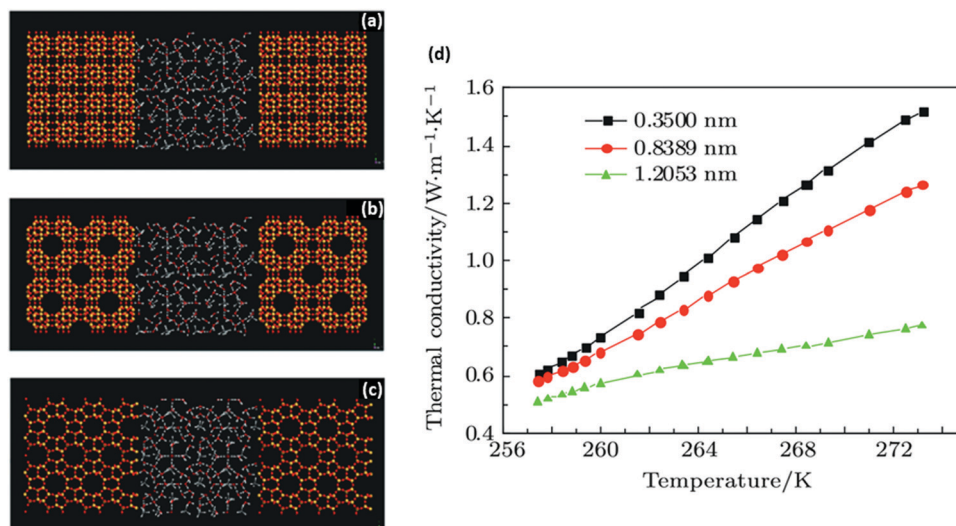 (a)
(b)
(c)
(d)
Thermal conductivity/W·m⁻¹·K⁻¹
1.6
1.4
1.2
1.0
0.8
0.6
0.4
0.3500 nm
0.8389 nm
1.2053 nm
256 260 264 268 272
Temperature/K